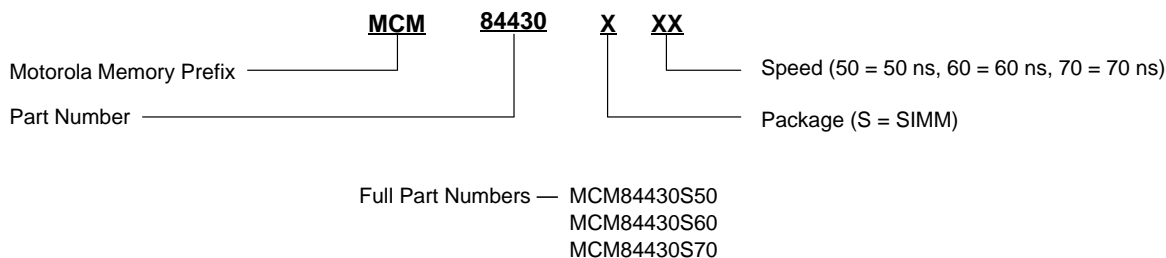 MCM 84430 X XX
Motorola Memory Prefix
Speed (50 = 50 ns, 60 = 60 ns, 70 = 70 ns)
Part Number
Package (S = SIMM)
Full Part Numbers — MCM84430S50
MCM84430S60
MCM84430S70